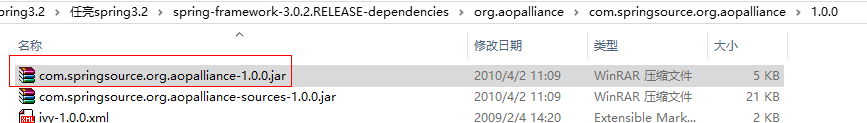 pring3.2 > 任亮spring3.2 > spring-framework-3.0.2.RELEASE-dependencies > org.aopalliance > com.springsource.org.aopalliance > 1.0.0
名称 修改日期 类型 大小
com.springsource.org.aopalliance-1.0.0.jar 2010/4/2 11:09 WinRAR 压缩文件 5 KB
com.springsource.org.aopalliance-sources-1.0.0.jar 2010/4/2 11:09 WinRAR 压缩文件 21 KB
ivy-1.0.0.xml 2009/2/4 14:20 Extensible Mark... 2 KB